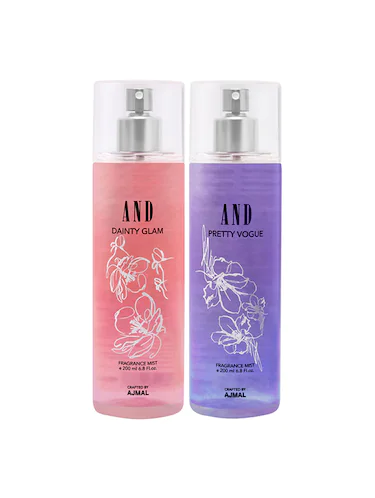 AND
DAINTY GLAM
FRAGRANCE MIST
e 200 ml 6.8 fl.oz.
CRAFTED BY
AJMAL
AND
PRETTY VOGUE
FRAGRANCE MIST
e 200 ml 6.8 fl.oz.
CRAFTED BY
AJMAL